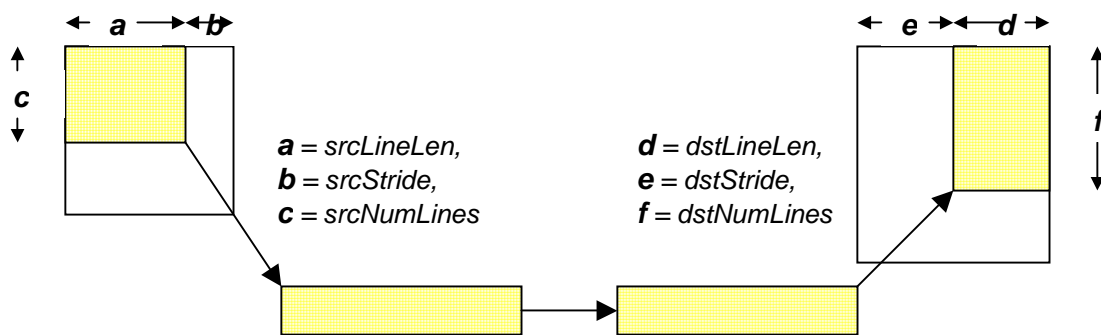 a b
c
e d
f
a = srcLineLen,
b = srcStride,
c = srcNumLines
d = dstLineLen,
e = dstStride,
f = dstNumLines